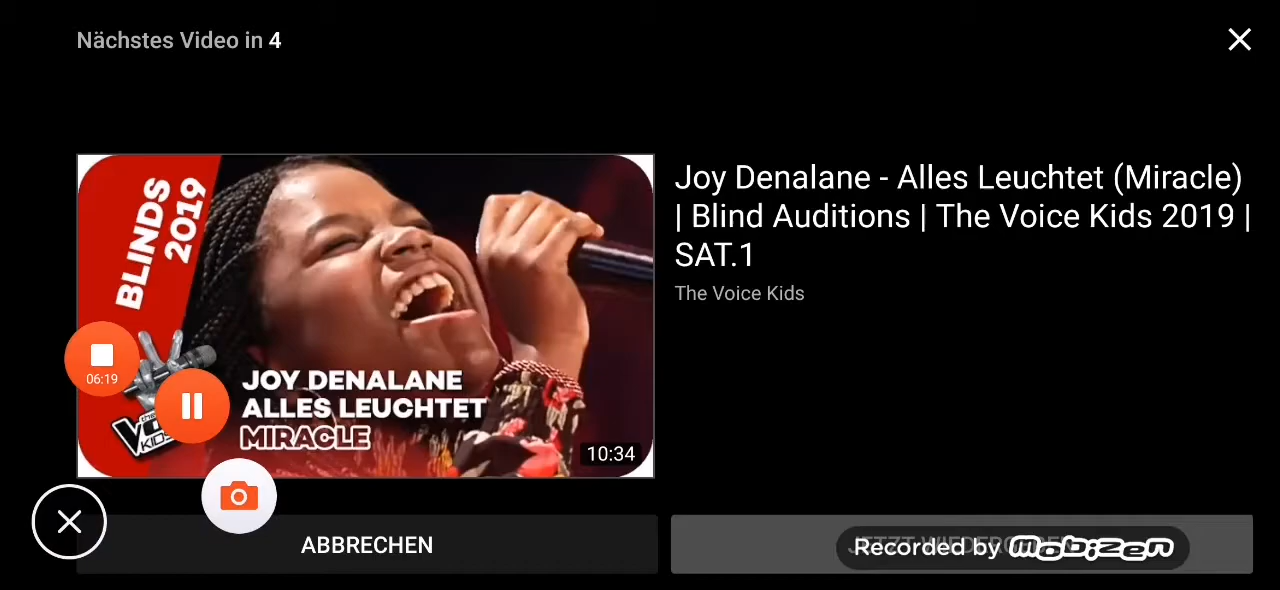 Nächstes Video in 4
BLINDS
2019
JOY DENALANE
ALLES LEUCHTET
MIRACLE
10:34
06:19
Joy Denalane - Alles Leuchtet (Miracle)
| Blind Auditions | The Voice Kids 2019 |
SAT.1
The Voice Kids
ABBRECHEN
Recorded by Mobizen